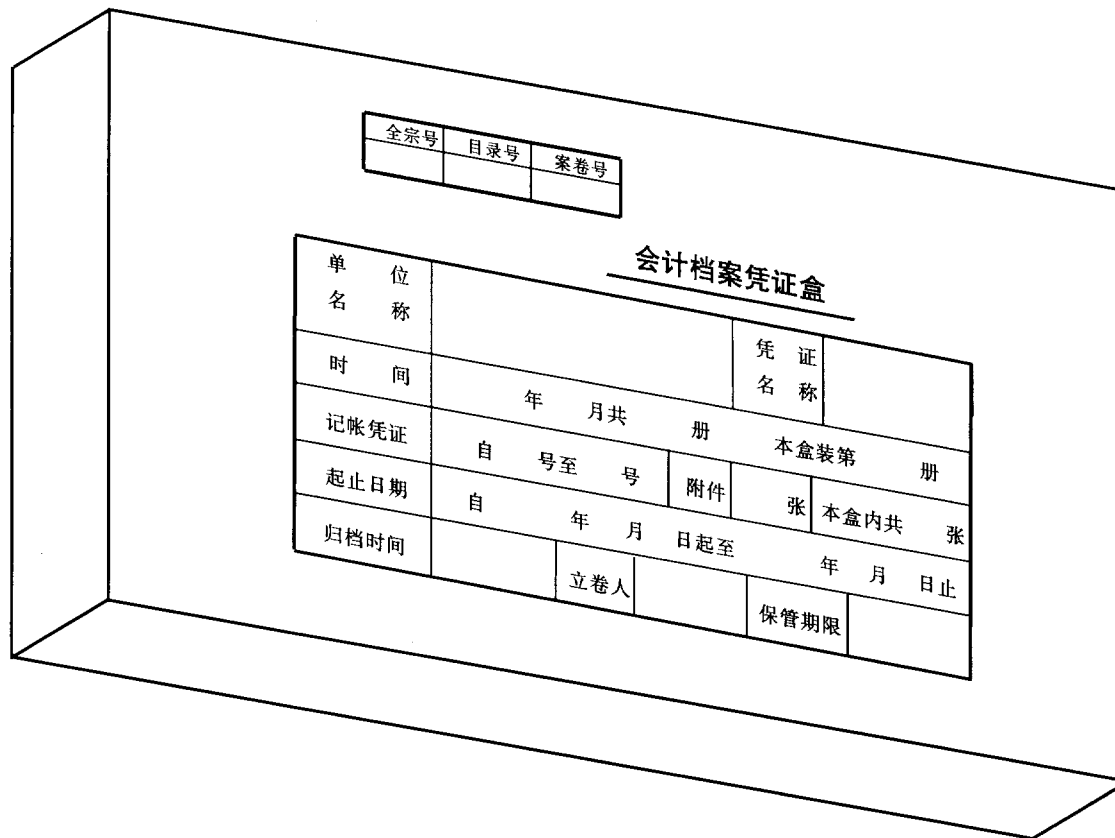 全宗号 目录号 案卷号
会计档案凭证盒
单 位 凭 证
名 称 名 称
时 间 年 月共 册 本盒装第 册
记帐凭证 自 号至 号 附件 张 本盒内共 张
起止日期 自 年 月 日起至 年 月 日止
归档时间 立卷人 保管期限